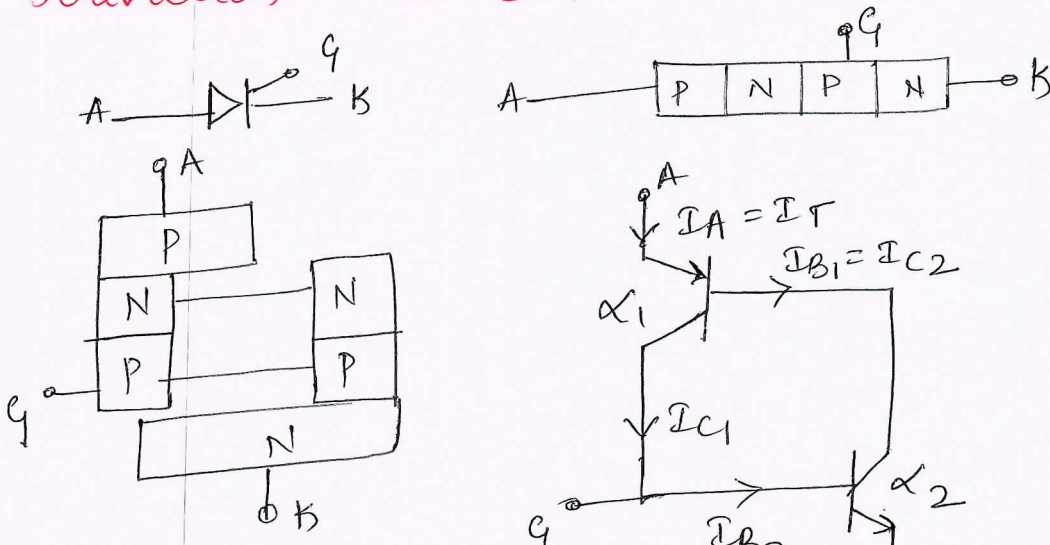 G
A K
G
A P N P N K
A
P
N N
P P
G
N
K
A
I_A = I_T
I_B1 = I_C2
α1
I_C1
α2
G